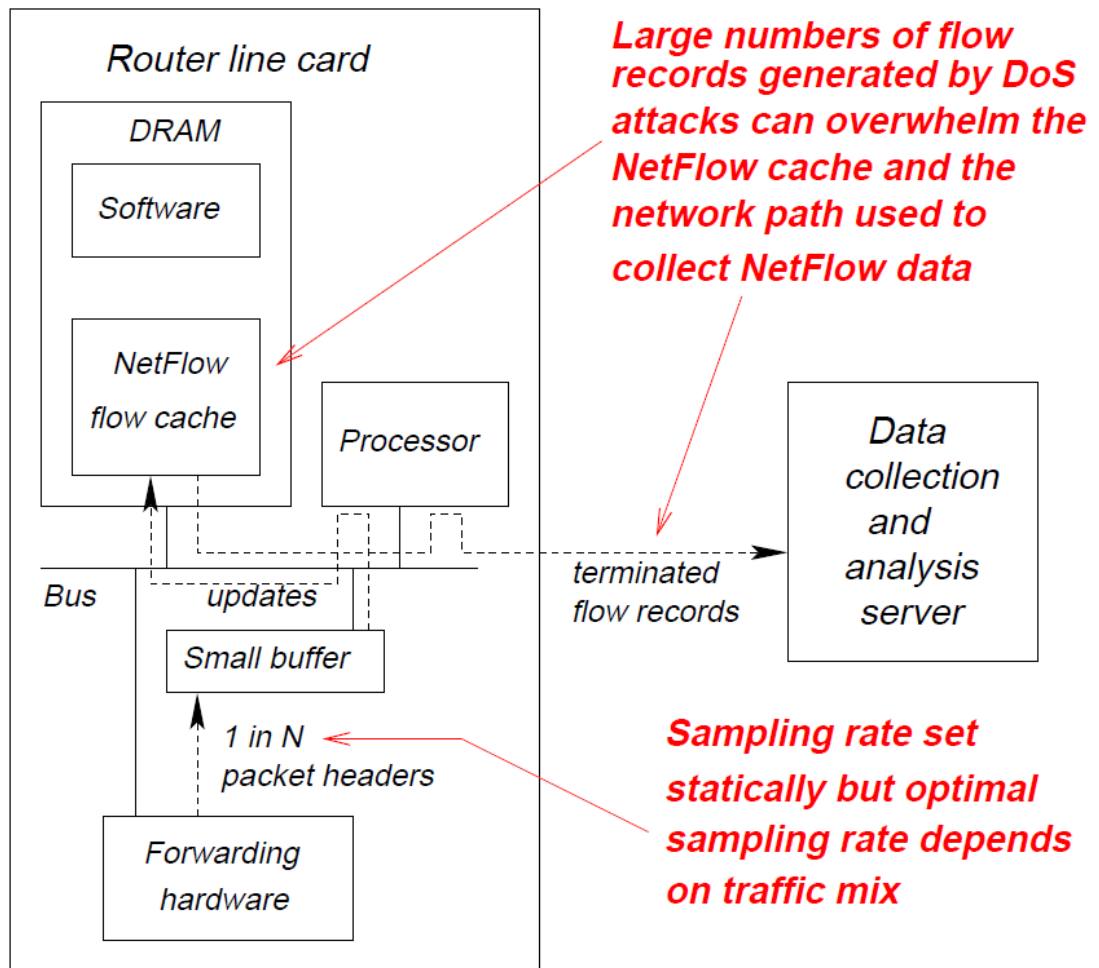 Router line card
DRAM
Software
NetFlow
flow cache
Processor
Bus
updates
Small buffer
1 in N
packet headers
Forwarding
hardware
Large numbers of flow
records generated by DoS
attacks can overwhelm the
NetFlow cache and the
network path used to
collect NetFlow data
terminated
flow records
Data
collection
and
analysis
server
Sampling rate set
statically but optimal
sampling rate depends
on traffic mix